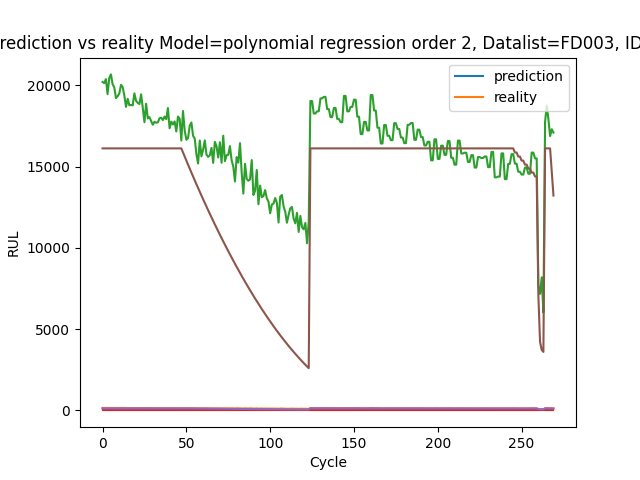 rediction vs reality Model=polynomial regression order 2, Datalist=FD003, ID
prediction
reality
RUL
20000
15000
10000
5000
0
0 50 100 150 200 250
Cycle